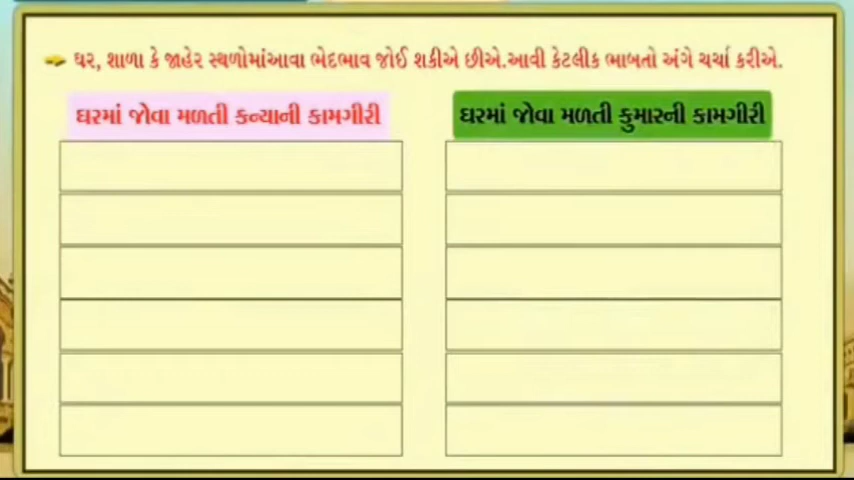 ઘર, શાળા કે જાહેર સ્થળોમાંઆવા ભેદભાવ જોઈ શકીએ છીએ.આવી કેટલીક ભાબતો અંગે ચર્ચા કરીએ.
ઘરમાં જોવા મળતી કન્યાની કામગીરી
ઘરમાં જોવા મળતી કુમારની કામગીરી